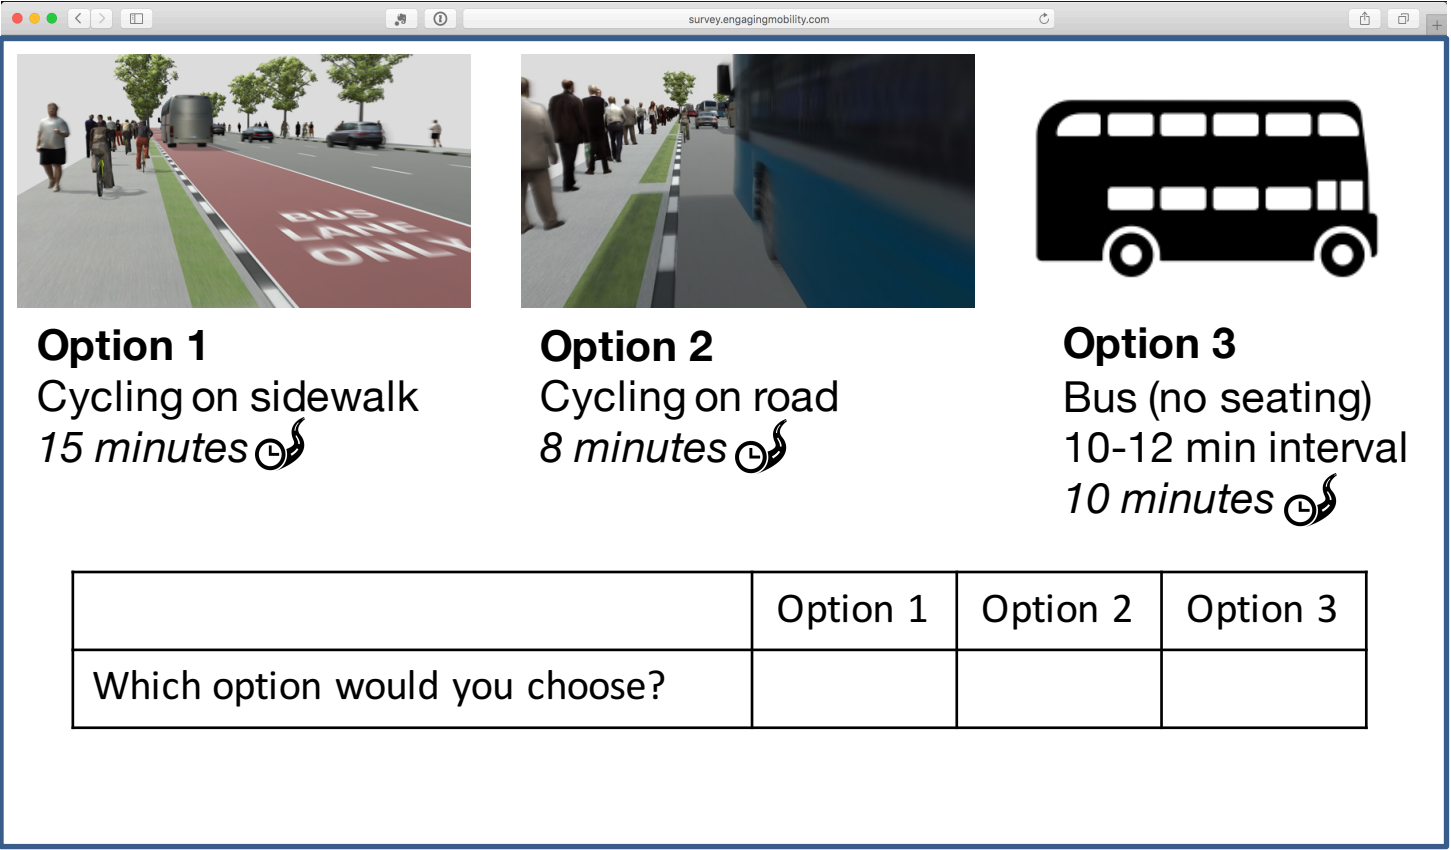 survey.engagingmobility.com
BUS
LANE
ONLY
Option 1
Cycling on sidewalk
15 minutes
Option 2
Cycling on road
8 minutes
Option 3
Bus (no seating)
10-12 min interval
10 minutes
Option 1 Option 2 Option 3
Which option would you choose?